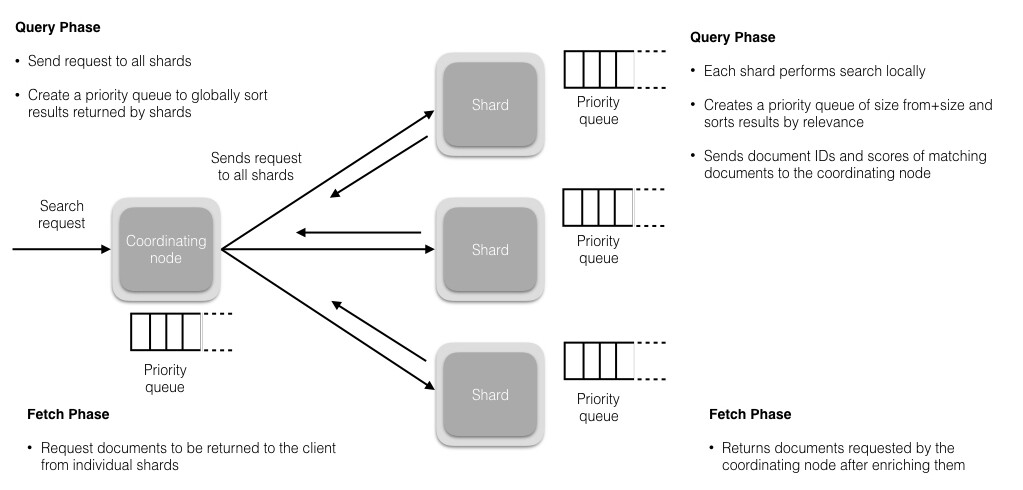 Query Phase
• Send request to all shards
• Create a priority queue to globally sort
results returned by shards
Sends request
to all shards
Search
request
Coordinating
node
Priority
queue
Fetch Phase
• Request documents to be returned to the client
from individual shards
Shard
Priority
queue
Shard
Priority
queue
Shard
Priority
queue
Query Phase
• Each shard performs search locally
• Creates a priority queue of size from+size and
sorts results by relevance
• Sends document IDs and scores of matching
documents to the coordinating node
Fetch Phase
• Returns documents requested by the
coordinating node after enriching them